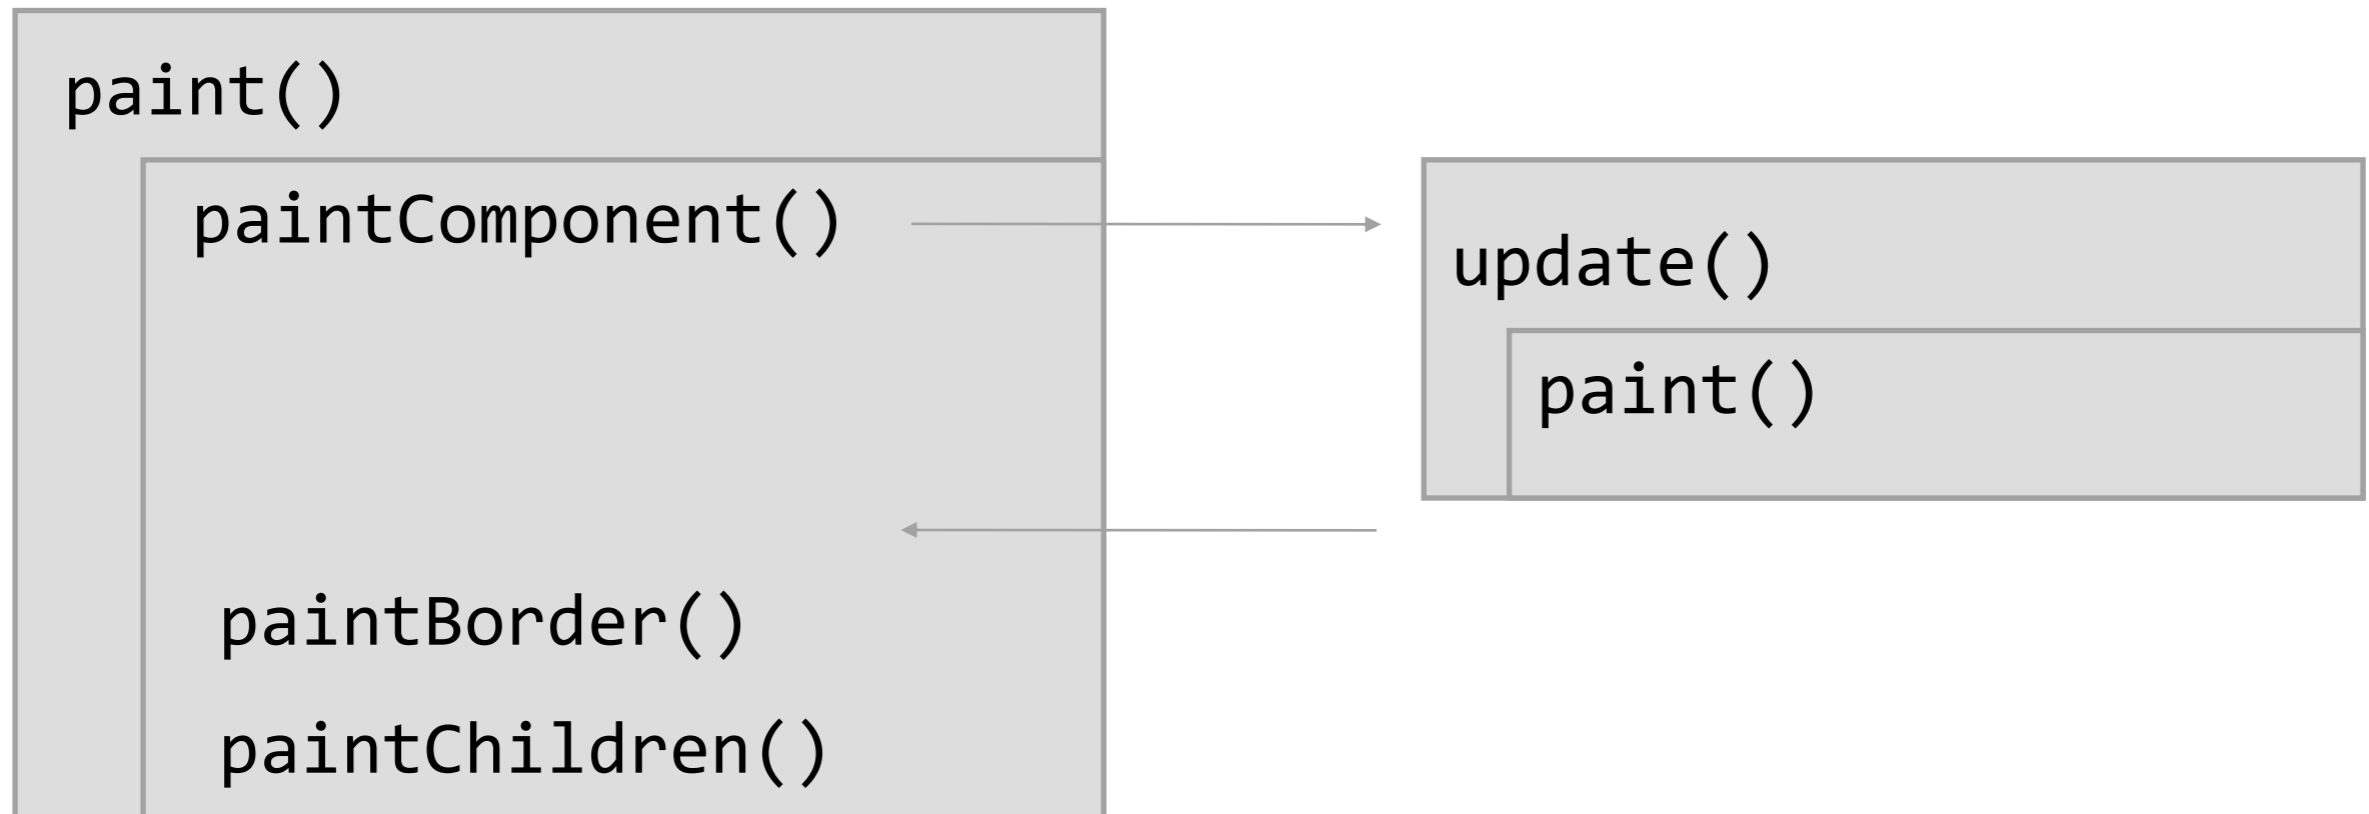 paint()
paintComponent()
update()
paint()
paintBorder()
paintChildren()